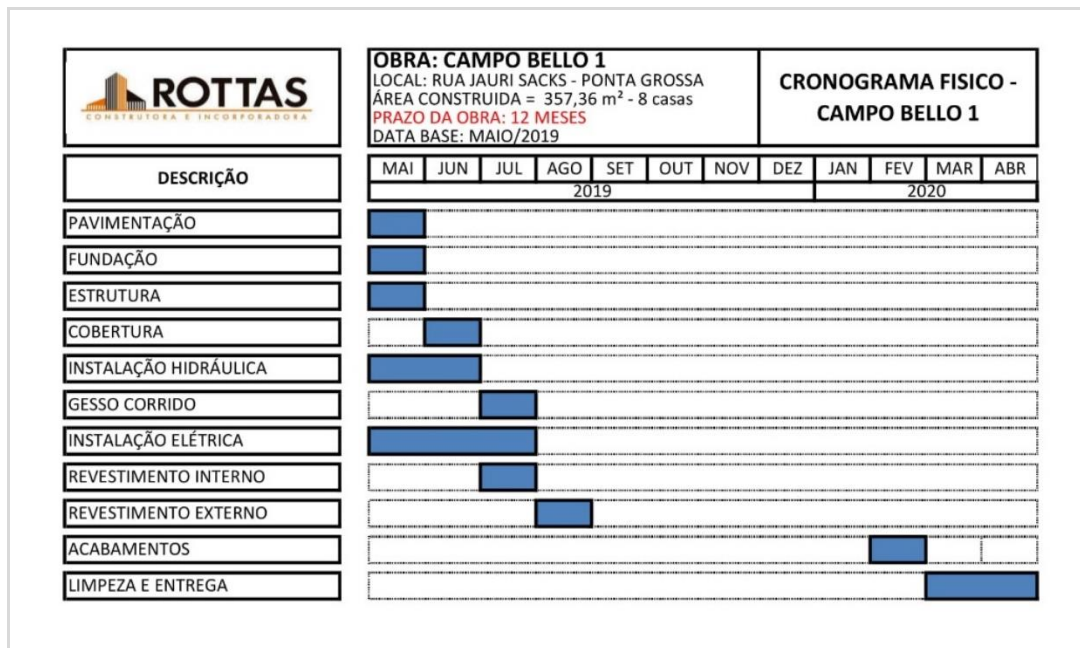 ROTTAS
CONSTRUTORA E INCORPORADORA
OBRA: CAMPO BELLO 1
LOCAL: RUA JAURI SACKS - PONTA GROSSA
ÁREA CONSTRUIDA = 357,36 m² - 8 casas
PRAZO DA OBRA: 12 MESES
DATA BASE: MAIO/2019
CRONOGRAMA FISICO -
CAMPO BELLO 1
DESCRIÇÃO
MAI JUN JUL AGO SET OUT NOV DEZ JAN FEV MAR ABR
2019 2020
PAVIMENTAÇÃO
FUNDAÇÃO
ESTRUTURA
COBERTURA
INSTALAÇÃO HIDRÁULICA
GESSO CORRIDO
INSTALAÇÃO ELÉTRICA
REVESTIMENTO INTERNO
REVESTIMENTO EXTERNO
ACABAMENTOS
LIMPEZA E ENTREGA